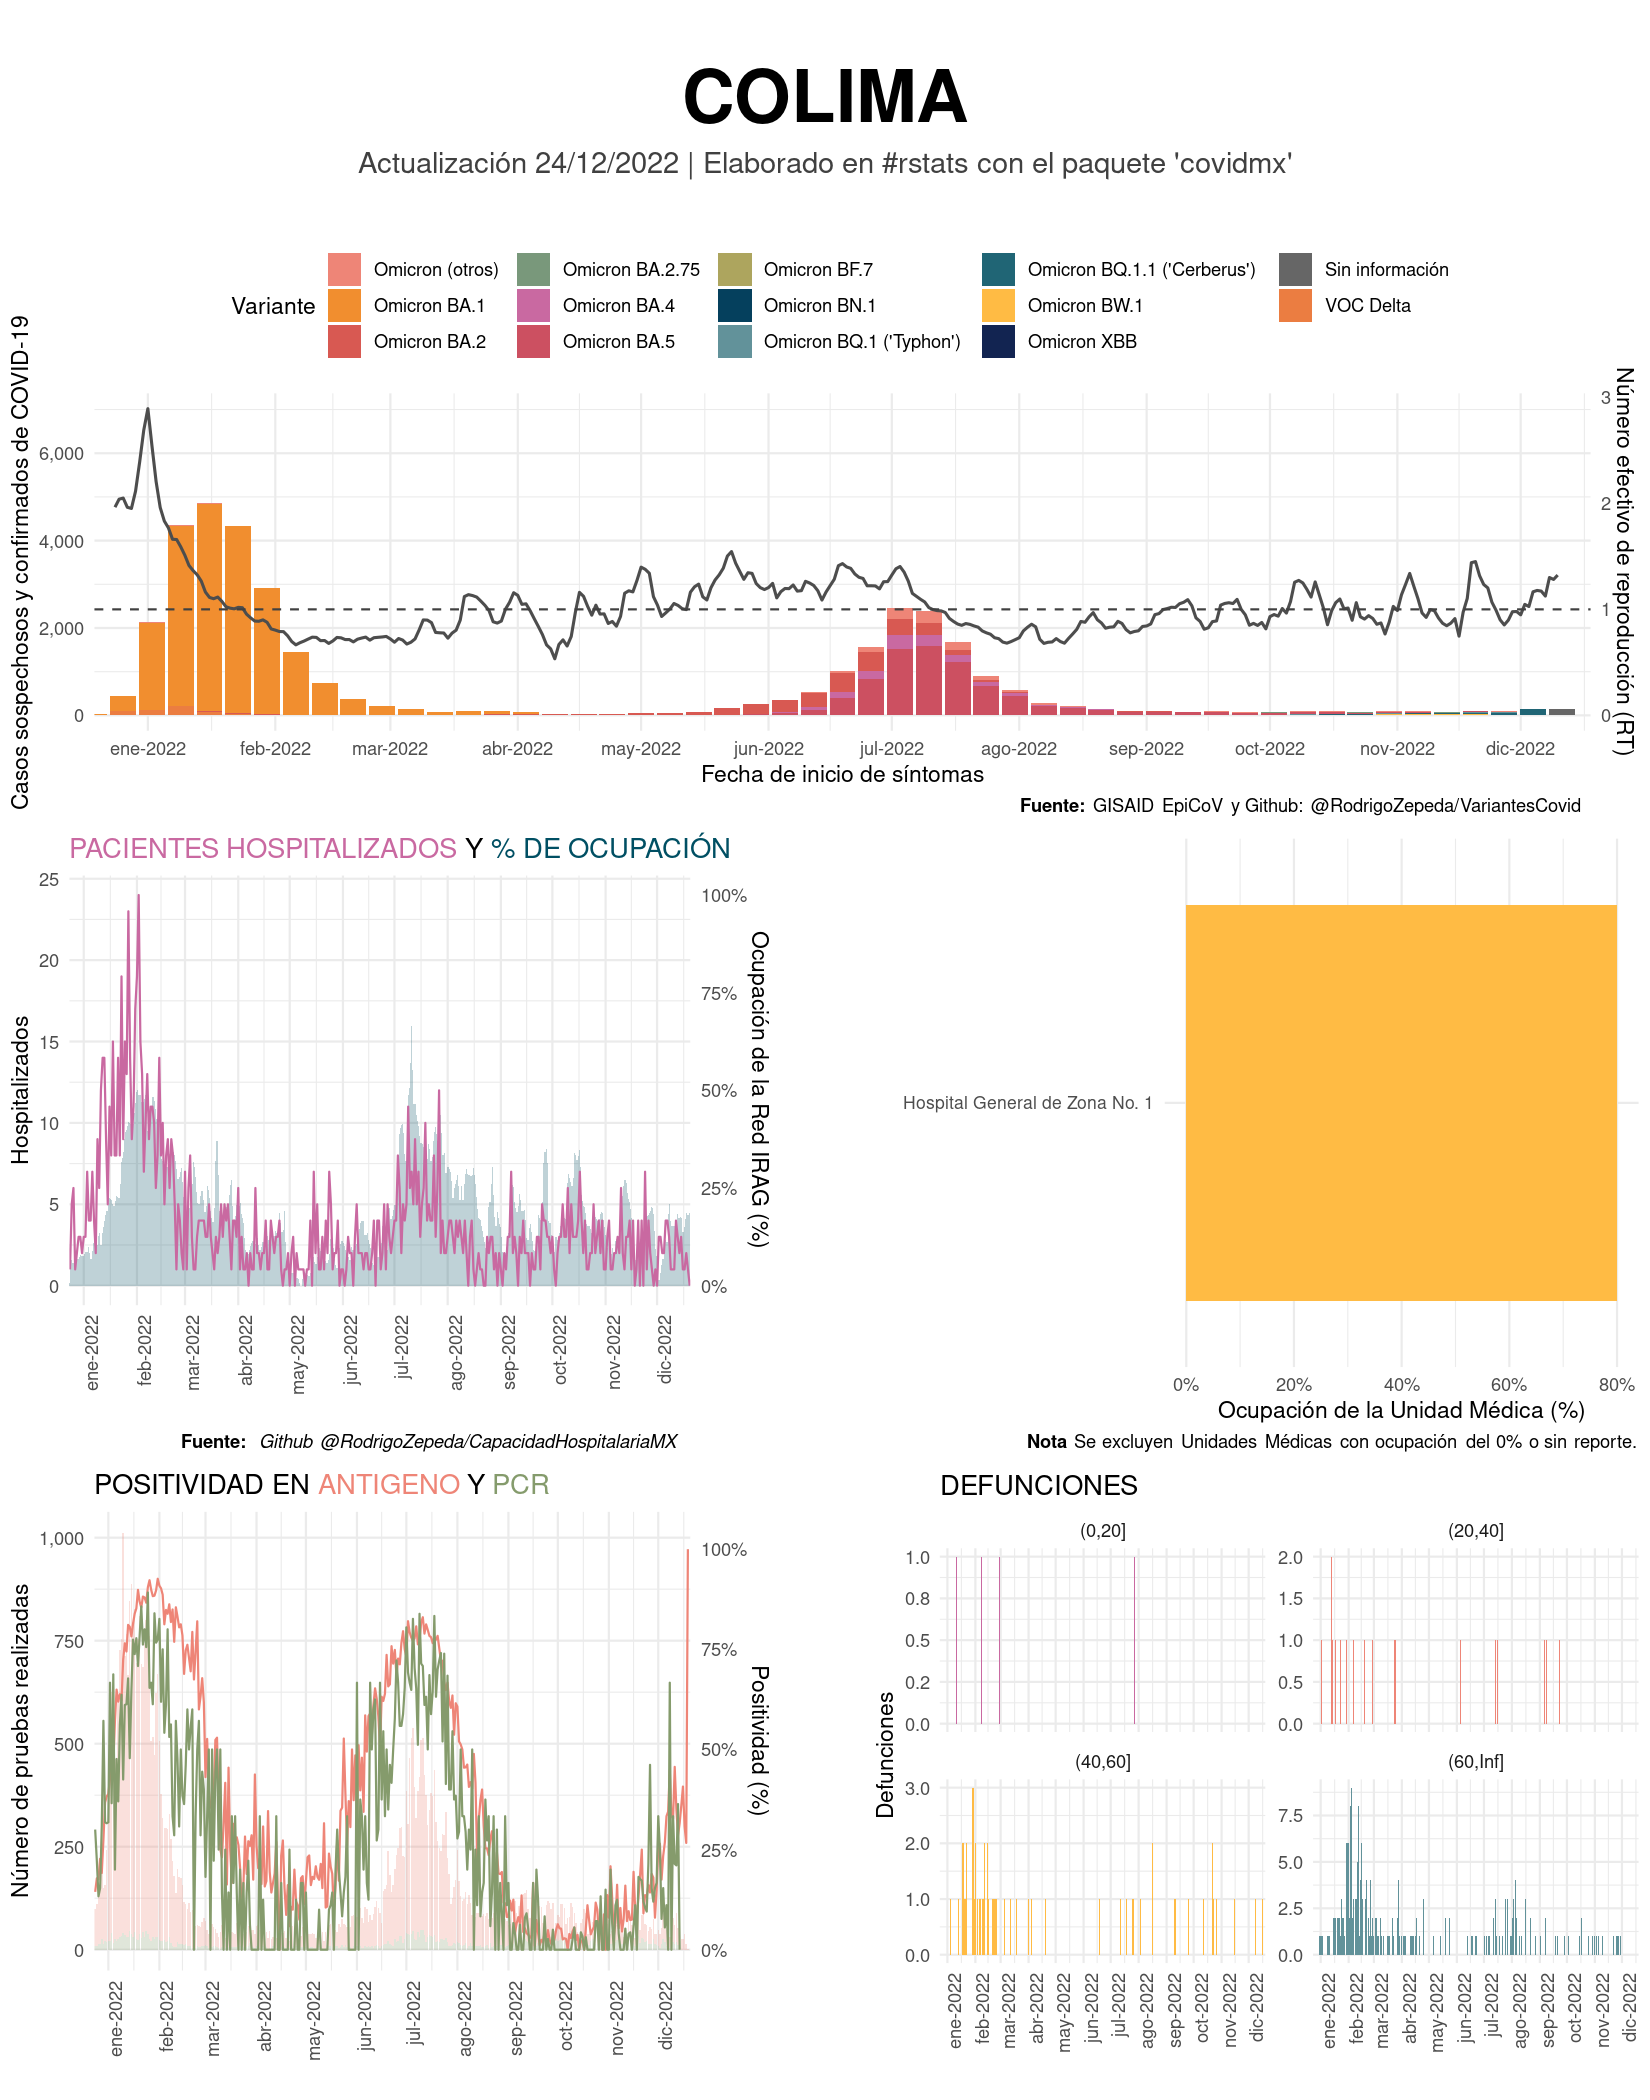 COLIMA
Actualización 24/12/2022 | Elaborado en #rstats con el paquete 'covidmx'
Variante
Omicron (otros)
Omicron BA.1
Omicron BA.2
Omicron BA.2.75
Omicron BA.4
Omicron BA.5
Omicron BF.7
Omicron BN.1
Omicron BQ.1 ('Typhon')
Omicron BQ.1.1 ('Cerberus')
Omicron BW.1
Omicron XBB
Sin información
VOC Delta
Casos sospechosos y confirmados de COVID-19
6,000
4,000
2,000
0
Número efectivo de reproducción (RT)
3
2
1
0
ene-2022 feb-2022 mar-2022 abr-2022 may-2022 jun-2022 jul-2022 ago-2022 sep-2022 oct-2022 nov-2022 dic-2022
Fecha de inicio de síntomas
Fuente: GISAID EpiCoV y Github: @RodrigoZepeda/VariantesCovid
PACIENTES HOSPITALIZADOS Y % DE OCUPACIÓN
Hospitalizados
25
20
15
10
5
0
100%
75%
50%
25%
0%
Ocupación de la Red IRAG (%)
ene-2022 feb-2022 mar-2022 abr-2022 may-2022 jun-2022 jul-2022 ago-2022 sep-2022 oct-2022 nov-2022 dic-2022
Fuente: Github @RodrigoZepeda/CapacidadHospitalariaMX
Hospital General de Zona No. 1
0% 20% 40% 60% 80%
Ocupación de la Unidad Médica (%)
Nota Se excluyen Unidades Médicas con ocupación del 0% o sin reporte.
POSITIVIDAD EN ANTIGENO Y PCR
Número de pruebas realizadas
1,000
750
500
250
0
100%
75%
50%
25%
0%
Positividad (%)
ene-2022 feb-2022 mar-2022 abr-2022 may-2022 jun-2022 jul-2022 ago-2022 sep-2022 oct-2022 nov-2022 dic-2022
DEFUNCIONES
Defunciones
(0,20]
1.0
0.8
0.5
0.2
0.0
(20,40]
2.0
1.5
1.0
0.5
0.0
(40,60]
3.0
2.0
1.0
0.0
(60,Inf]
7.5
5.0
2.5
0.0
ene-2022 feb-2022 mar-2022 abr-2022 may-2022 jun-2022 jul-2022 ago-2022 sep-2022 oct-2022 nov-2022 dic-2022
ene-2022 feb-2022 mar-2022 abr-2022 may-2022 jun-2022 jul-2022 ago-2022 sep-2022 oct-2022 nov-2022 dic-2022